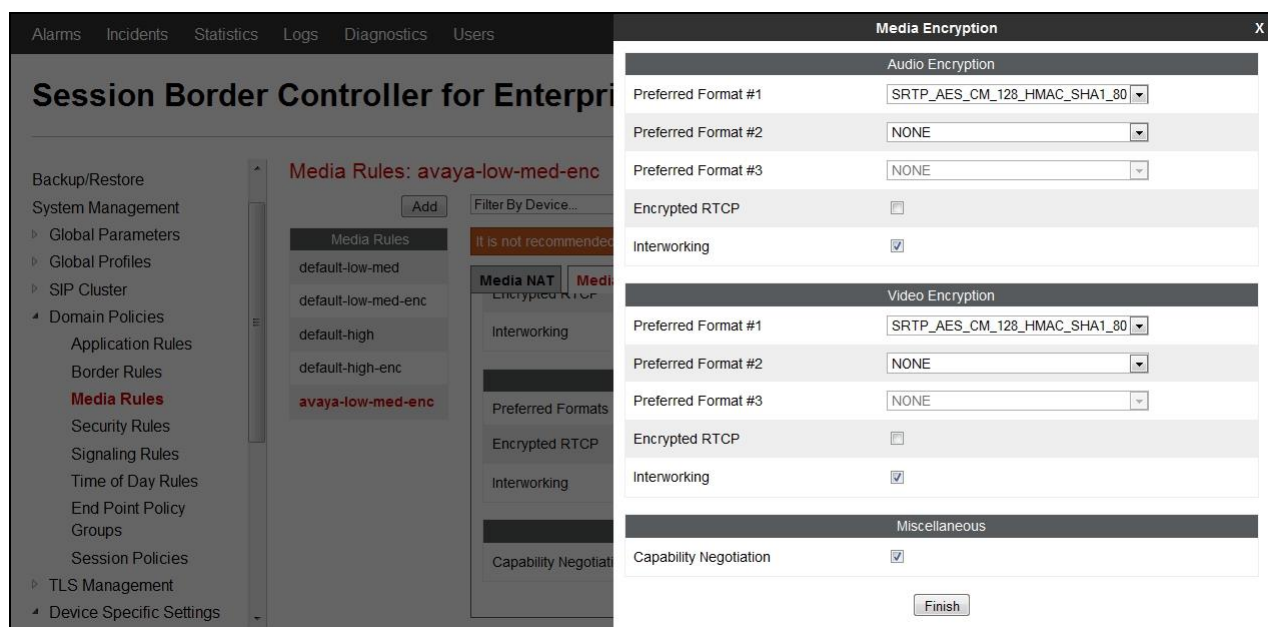 Alarms Incidents Statistics Logs Diagnostics Users
Session Border Controller for Enterpri
Backup/Restore
System Management
Global Parameters
Global Profiles
SIP Cluster
Domain Policies
Application Rules
Border Rules
Media Rules
Security Rules
Signaling Rules
Time of Day Rules
End Point Policy
Groups
Session Policies
TLS Management
Device Specific Settings
Media Rules: avaya-low-med-enc
Add
Filter By Device...
Media Rules
default-low-med
default-low-med-enc
default-high
default-high-enc
avaya-low-med-enc
It is not recommended
Media NAT Medi
Encrypted RTCP
Interworking
Preferred Formats
Encrypted RTCP
Interworking
Capability Negotiati
Media Encryption X
Audio Encryption
Preferred Format #1 SRTP_AES_CM_128_HMAC_SHA1_80
Preferred Format #2 NONE
Preferred Format #3 NONE
Encrypted RTCP
Interworking
Video Encryption
Preferred Format #1 SRTP_AES_CM_128_HMAC_SHA1_80
Preferred Format #2 NONE
Preferred Format #3 NONE
Encrypted RTCP
Interworking
Miscellaneous
Capability Negotiation
Finish